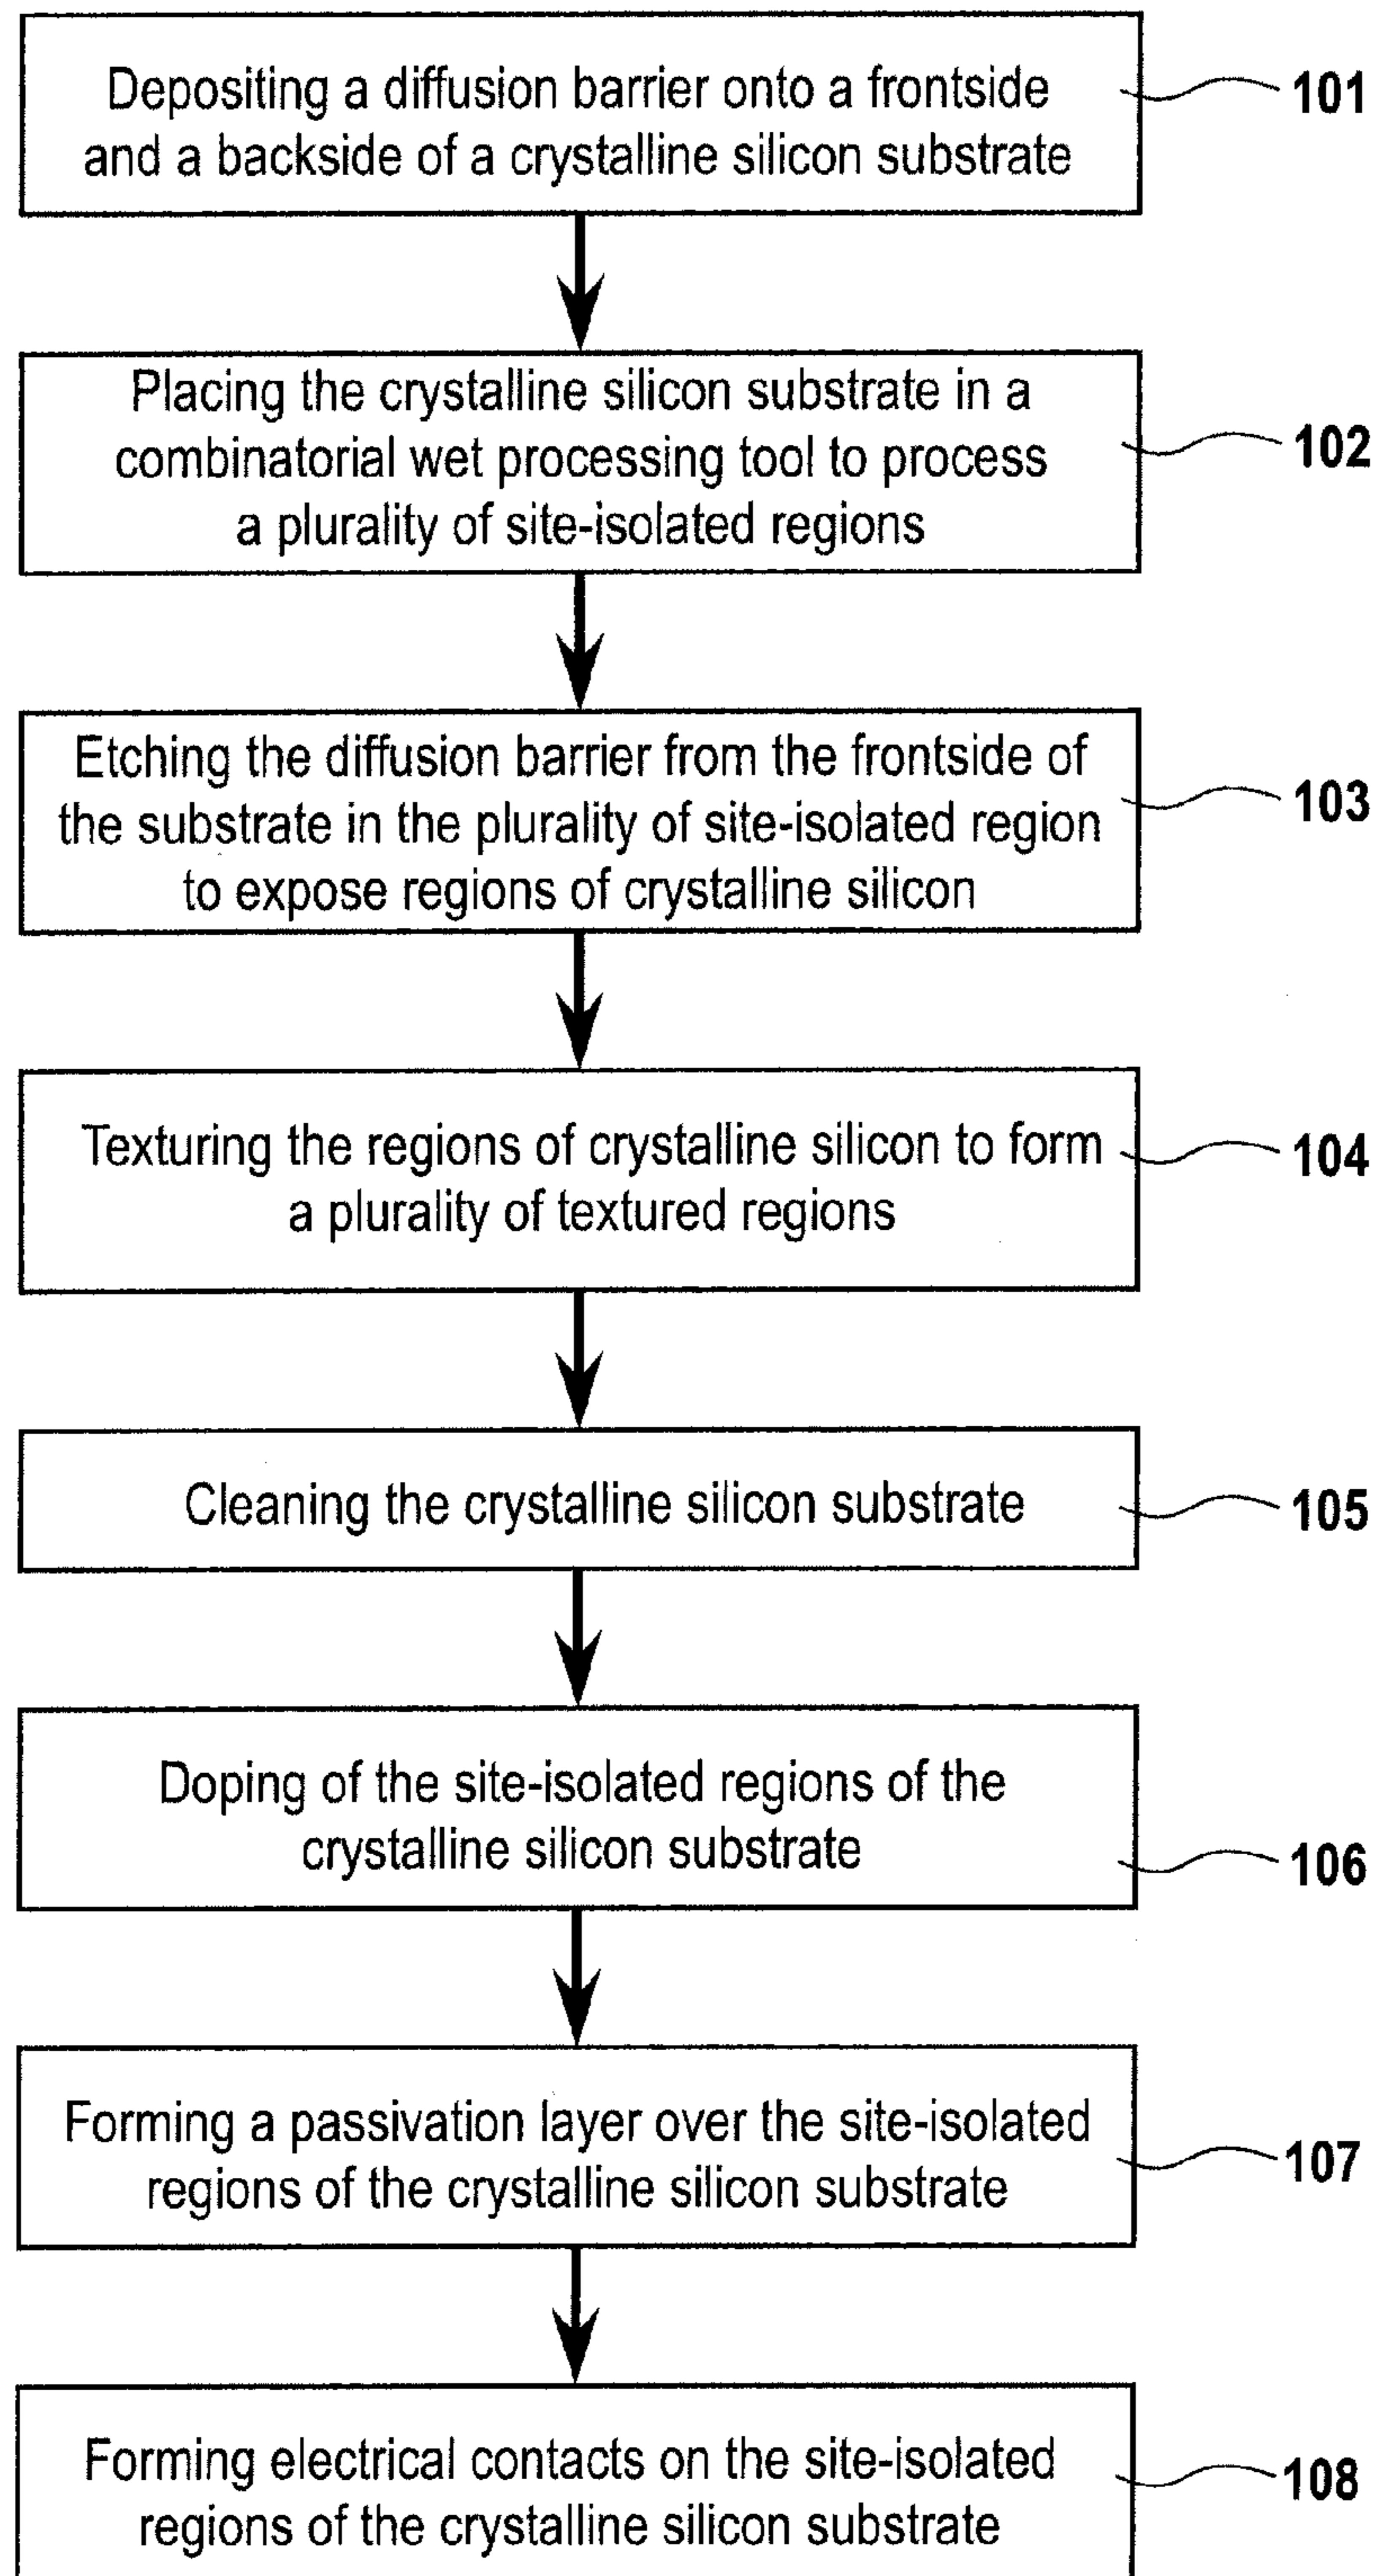 Depositing a diffusion barrier onto a frontside
and a backside of a crystalline silicon substrate
101
Placing the crystalline silicon substrate in a
combinatorial wet processing tool to process
a plurality of site-isolated regions
102
Etching the diffusion barrier from the frontside of
the substrate in the plurality of site-isolated region
to expose regions of crystalline silicon
103
Texturing the regions of crystalline silicon to form
a plurality of textured regions
104
Cleaning the crystalline silicon substrate
105
Doping of the site-isolated regions of the
crystalline silicon substrate
106
Forming a passivation layer over the site-isolated
regions of the crystalline silicon substrate
107
Forming electrical contacts on the site-isolated
regions of the crystalline silicon substrate
108